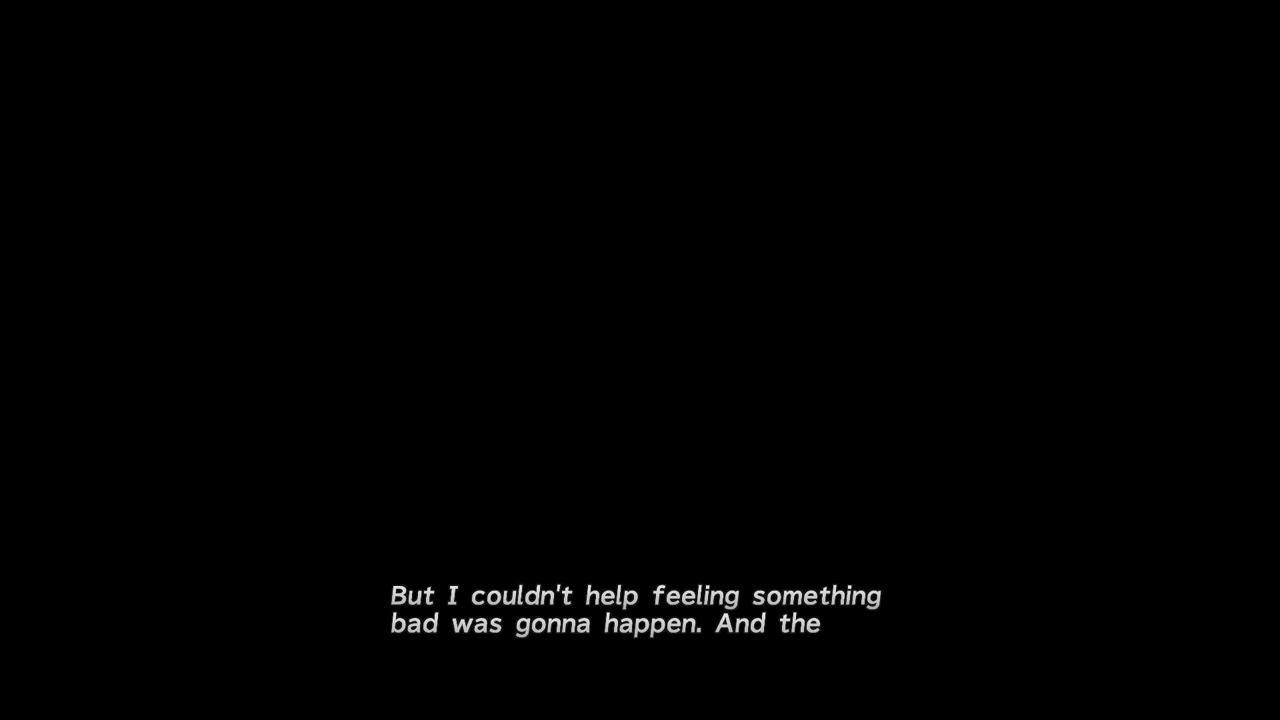 But I couldn't help feeling something
bad was gonna happen. And the